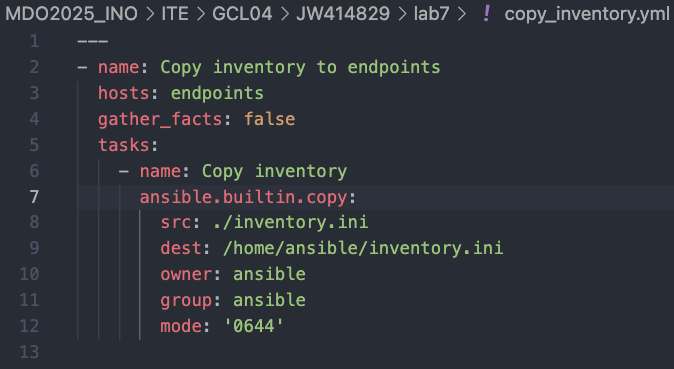 MDO2025_INO > ITE > GCL04 > JW414829 > lab7 > ! copy_inventory.yml
1 ---
2 - name: Copy inventory to endpoints
3 hosts: endpoints
4 gather_facts: false
5 tasks:
6 - name: Copy inventory
7 ansible.builtin.copy:
8 src: ./inventory.ini
9 dest: /home/ansible/inventory.ini
10 owner: ansible
11 group: ansible
12 mode: '0644'
13